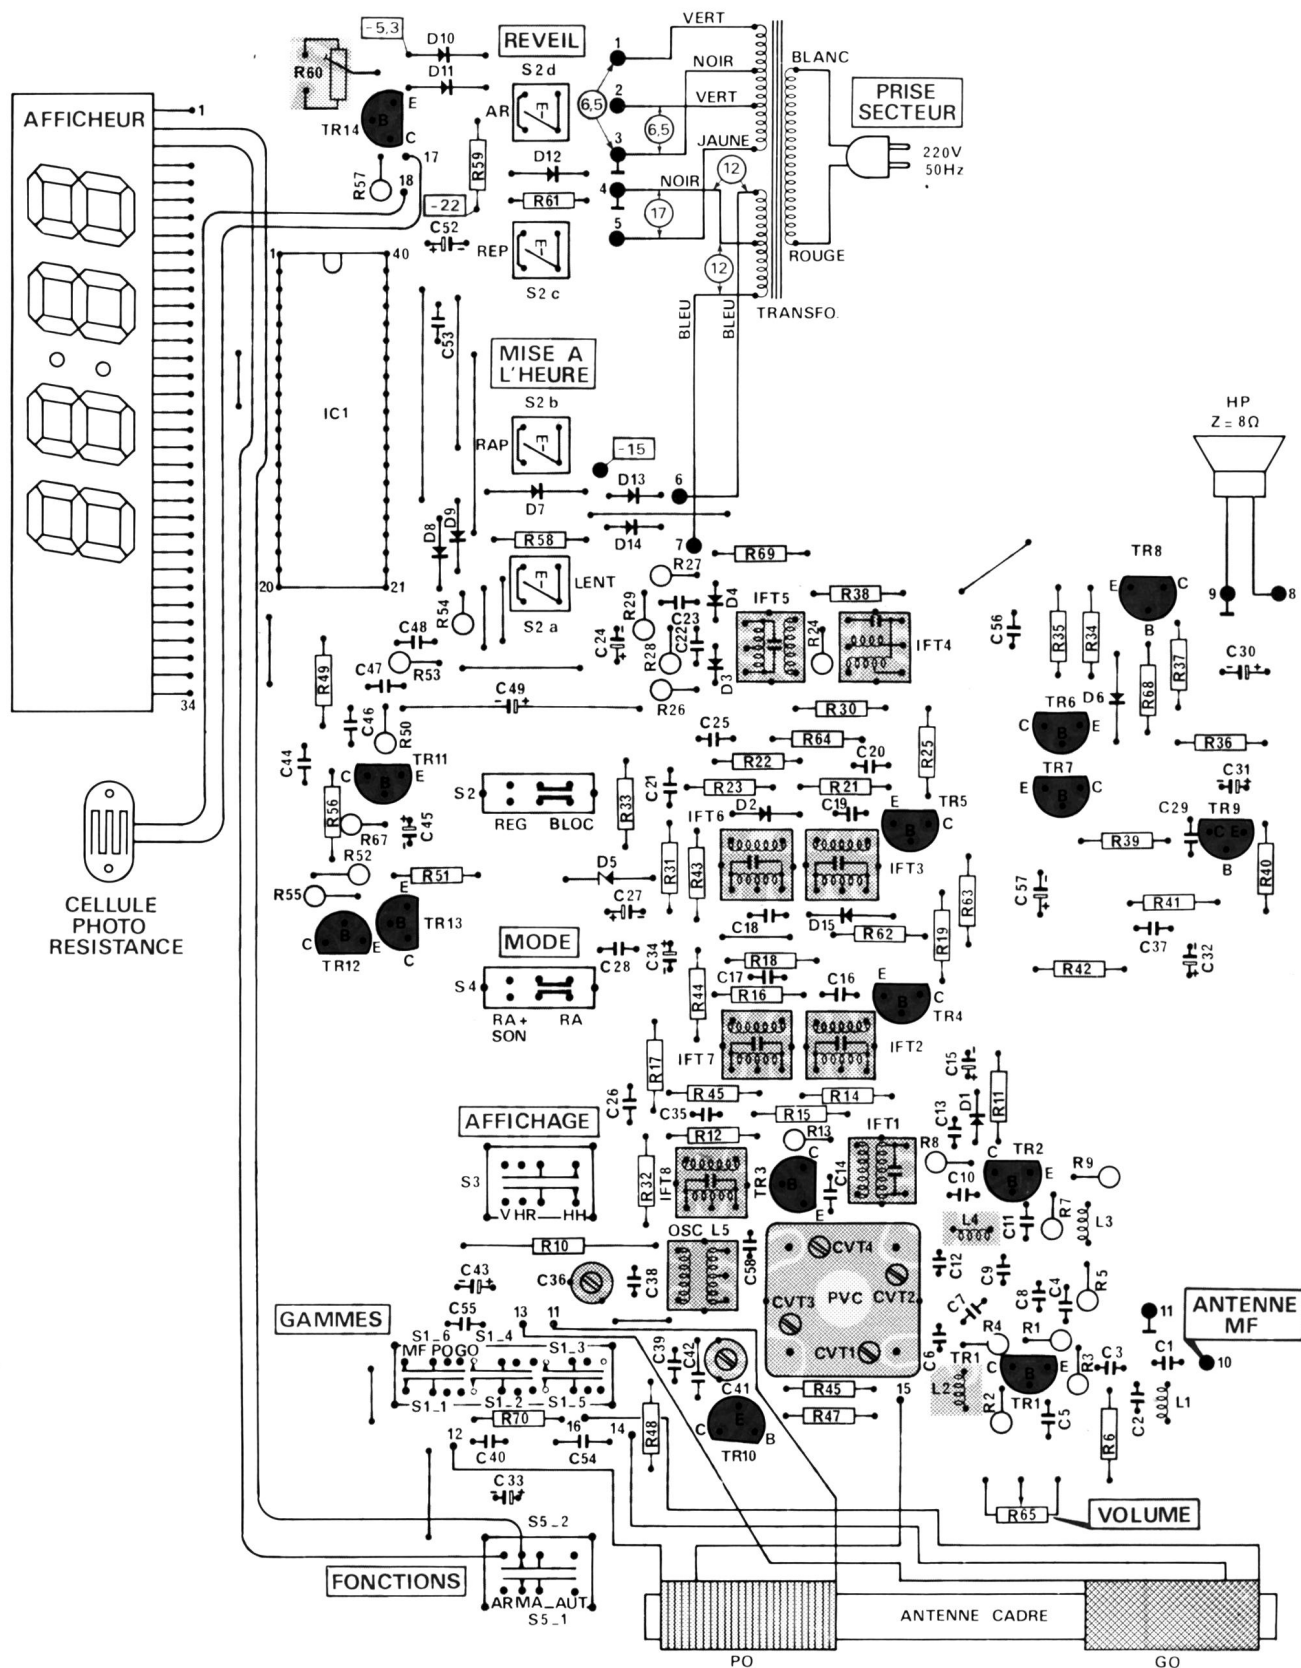 -5,3
D10
REVEIL
1
VERT
R60
D11
S2d
NOIR
BLANC
AFFICHEUR
1
E
B
C
TR14
AR
E-
6,5
2
VERT
6,5
3
JAUNE
PRISE
SECTEUR
220V
50Hz
17
R59
D12
12
R57
18
-22
R61
4
NOIR
17
C52
+ -
REP
E-
5
12
ROUGE
1
40
S2c
BLEU
BLEU
TRANSFO.
C53
MISE A
L'HEURE
S2b
HP
Z = 8Ω
IC1
RAP
E-
-15
D13
6
D7
D8
D9
R58
D14
7
R69
TR8
20
21
E-
LENT
R27
E
C
B
9
8
R54
S2a
R29
C23
D4
IFT5
R38
C56
R35
R34
C48
C24
R28
C22
R24
IFT4
R37
C30
- +
R49
C47
R53
D3
D6
R68
C49
- +
R26
R30
TR6
C
B
E
C46
R50
C25
R64
R25
R36
C44
TR11
C
B
E
R22
C20
TR7
E
B
C
C31
- +
S2
REG
BLOC
R33
C21
R23
R21
R56
R67
C45
D2
C19
E
TR5
B
C
C29
TR9
C E
B
IFT6
IFT3
R39
R40
R52
R51
D5
R31
R43
R63
R55
E
B
C
TR13
C27
- +
C18
D15
C57
R41
C
B
E
TR12
MODE
C28
C34
R62
R19
C37
C32
R18
R42
C17
S4
RA +
SON
RA
R44
R16
C16
E
B
C
TR4
IFT7
IFT2
R17
C15
R45
R14
C26
C35
R15
C13
D1
R11
AFFICHAGE
R12
R13
IFT1
R8
C
TR2
B
E
R9
S3
V HR
HH
R32
IFT8
TR3
C
B
E
C14
C10
L4
C11
R7
L3
R10
OSC L5
C58
CVT4
C12
C9
C36
C38
CVT3
PVC
CVT2
C8
C4
R5
C43
- +
C7
GAMMES
C55
13
11
11
ANTENNE
MF
S1_6
S1_4
S1_3
MF PO GO
C39
C42
CVT1
C6
R4
R1
TR1
C
B
E
R3
C3
C1
10
S1_1
S1_2
S1_5
C41
R45
15
L2
R2
TR1
C5
C2
L1
R70
16
14
R48
C
E
B
TR10
R47
R6
12
C40
C54
C33
- +
R65
VOLUME
S5_2
FONCTIONS
AR MA_AUT
S5_1
ANTENNE CADRE
PO
GO
34
CELLULE
PHOTO
RESISTANCE